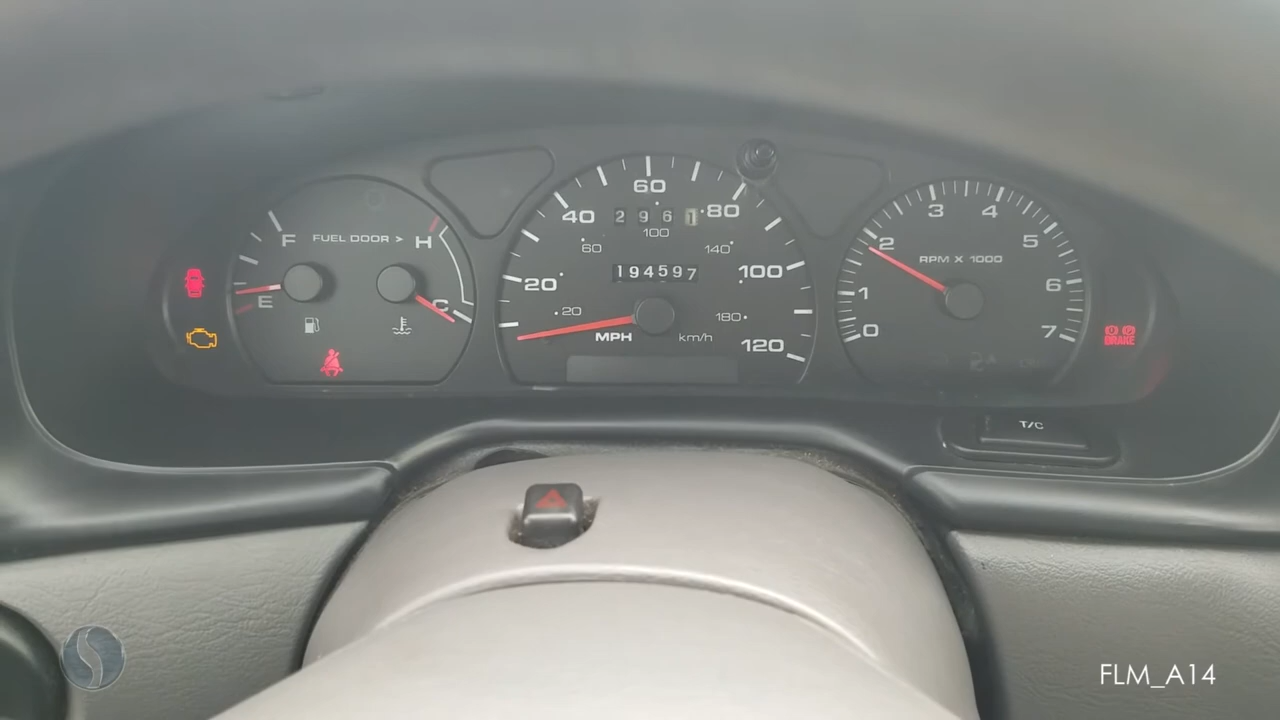 60
40 2961 80
60 100 140
F FUEL DOOR > H
20 194597 100
E C
20 180
MPH km/h 120
3 4
2 5
RPM X 1000
1 6
0 7
BRAKE
T/C
FLM_A14